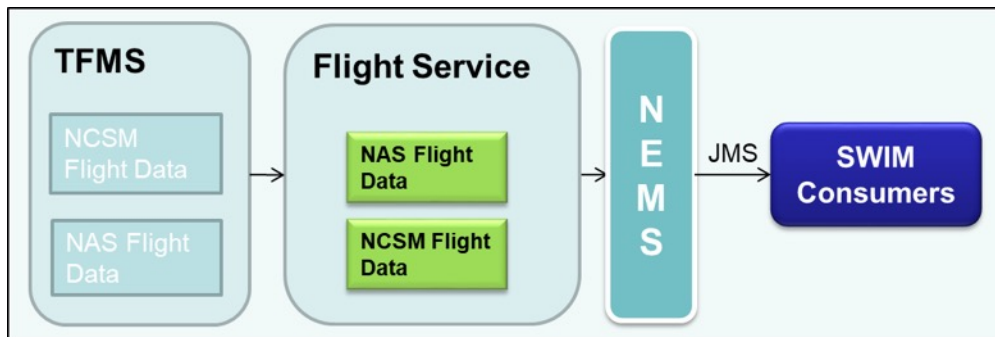 TFMS
NCSM
Flight Data
NAS Flight
Data
Flight Service
NAS Flight
Data
NCSM Flight
Data
N
E
M
S
JMS
SWIM
Consumers